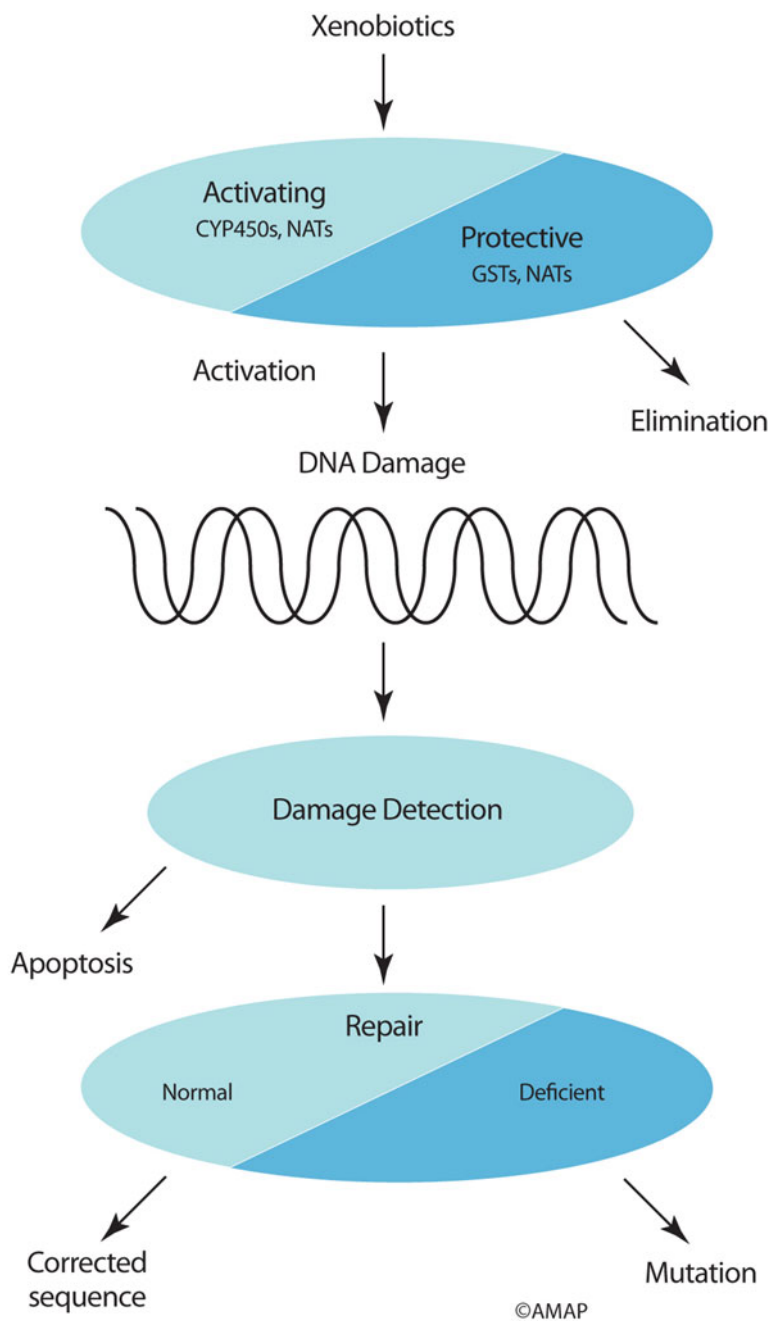 Xenobiotics
Activating
CYP450s, NATs
Protective
GSTs, NATs
Activation
Elimination
DNA Damage
Damage Detection
Apoptosis
Repair
Normal
Deficient
Corrected
sequence
Mutation
©AMAP